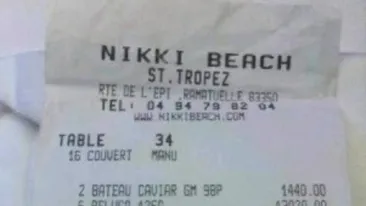 NIKKI BEACH
ST.TROPEZ
RTE DE L'EPI ,RAMATUELLE 83350
TEL: 04 94 79 82 04
WWW.NIKKIBEACH.COM
TABLE 34
16 COUVERT MANU
2 BATEAU CAVIAR GM 9BP 1440.00